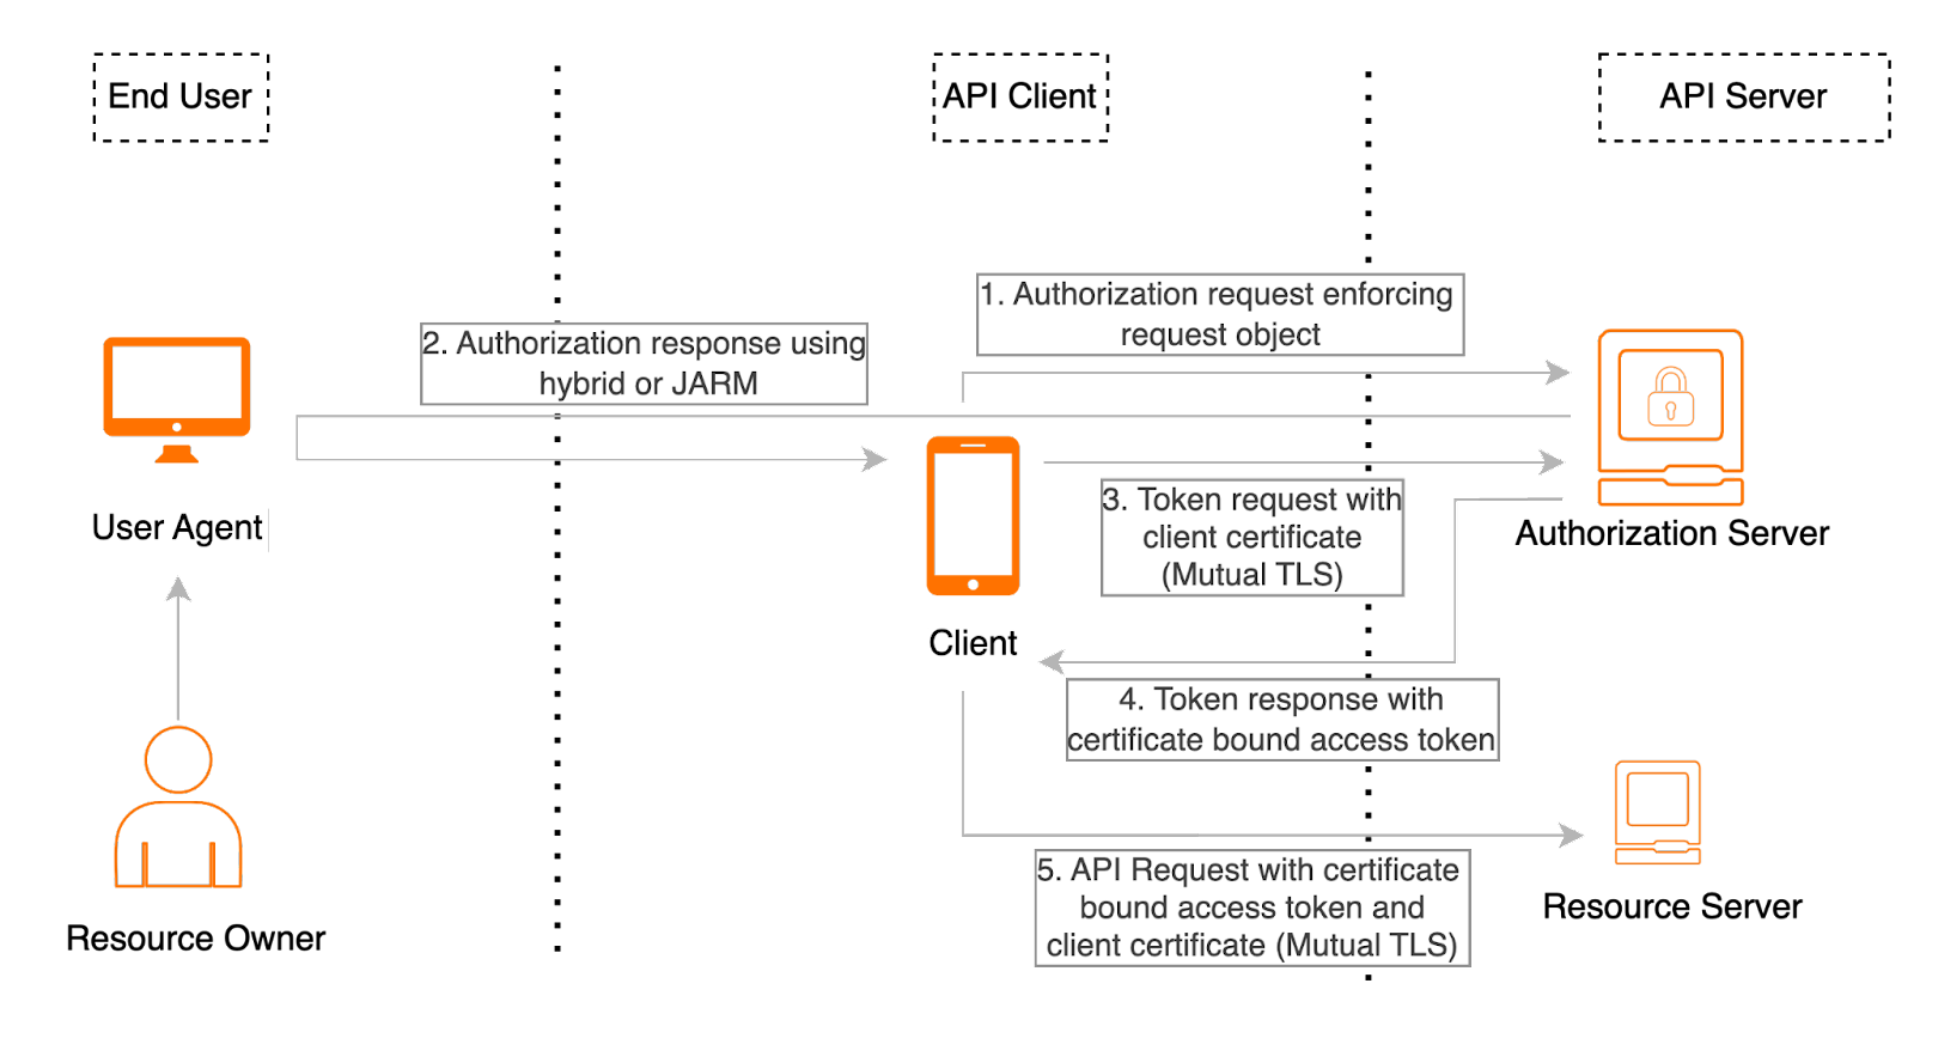 End User
API Client
API Server
1. Authorization request enforcing
request object
2. Authorization response using
hybrid or JARM
User Agent
3. Token request with
client certificate
(Mutual TLS)
Authorization Server
Client
4. Token response with
certificate bound access token
5. API Request with certificate
bound access token and
client certificate (Mutual TLS)
Resource Server
Resource Owner